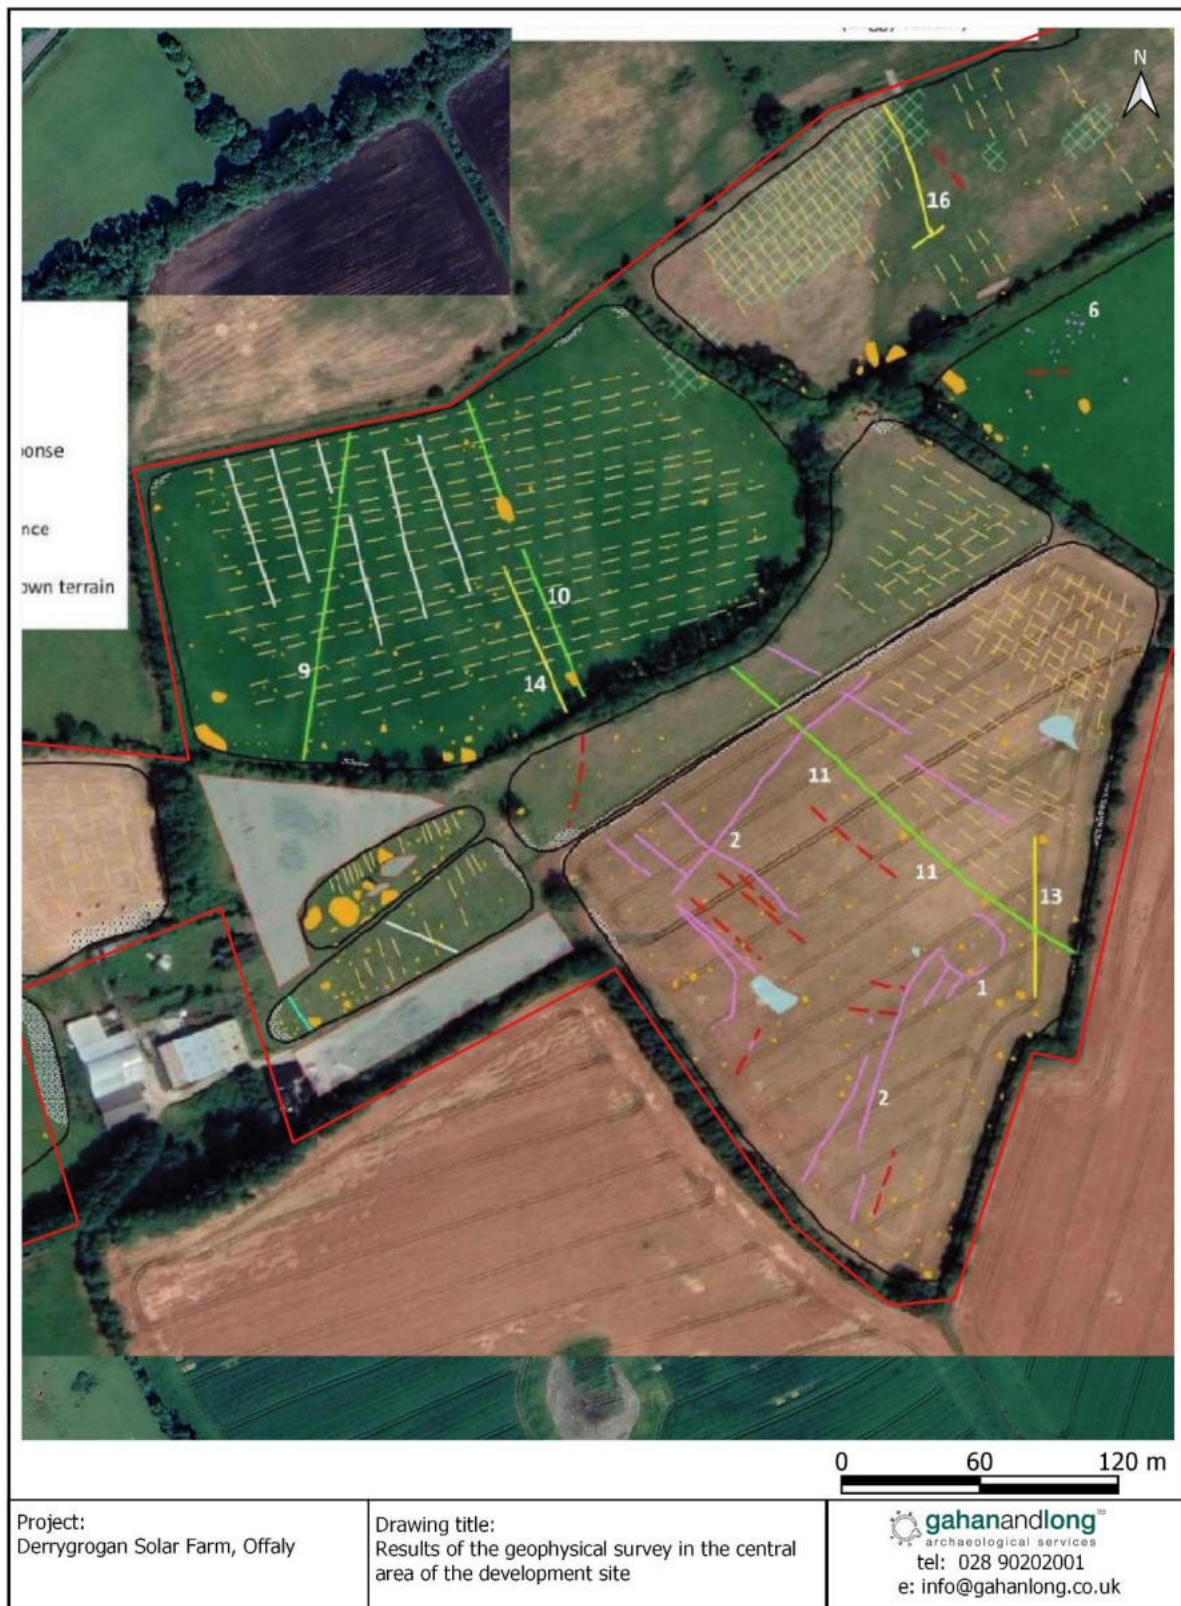 N
16
6
onse
nce
own terrain
10
9
14
11
2
11
13
1
2
0 60 120 m
Project:
Derrygrogan Solar Farm, Offaly
Drawing title:
Results of the geophysical survey in the central
area of the development site
gahanandlong™
archaeological services
tel: 028 90202001
e: info@gahanlong.co.uk